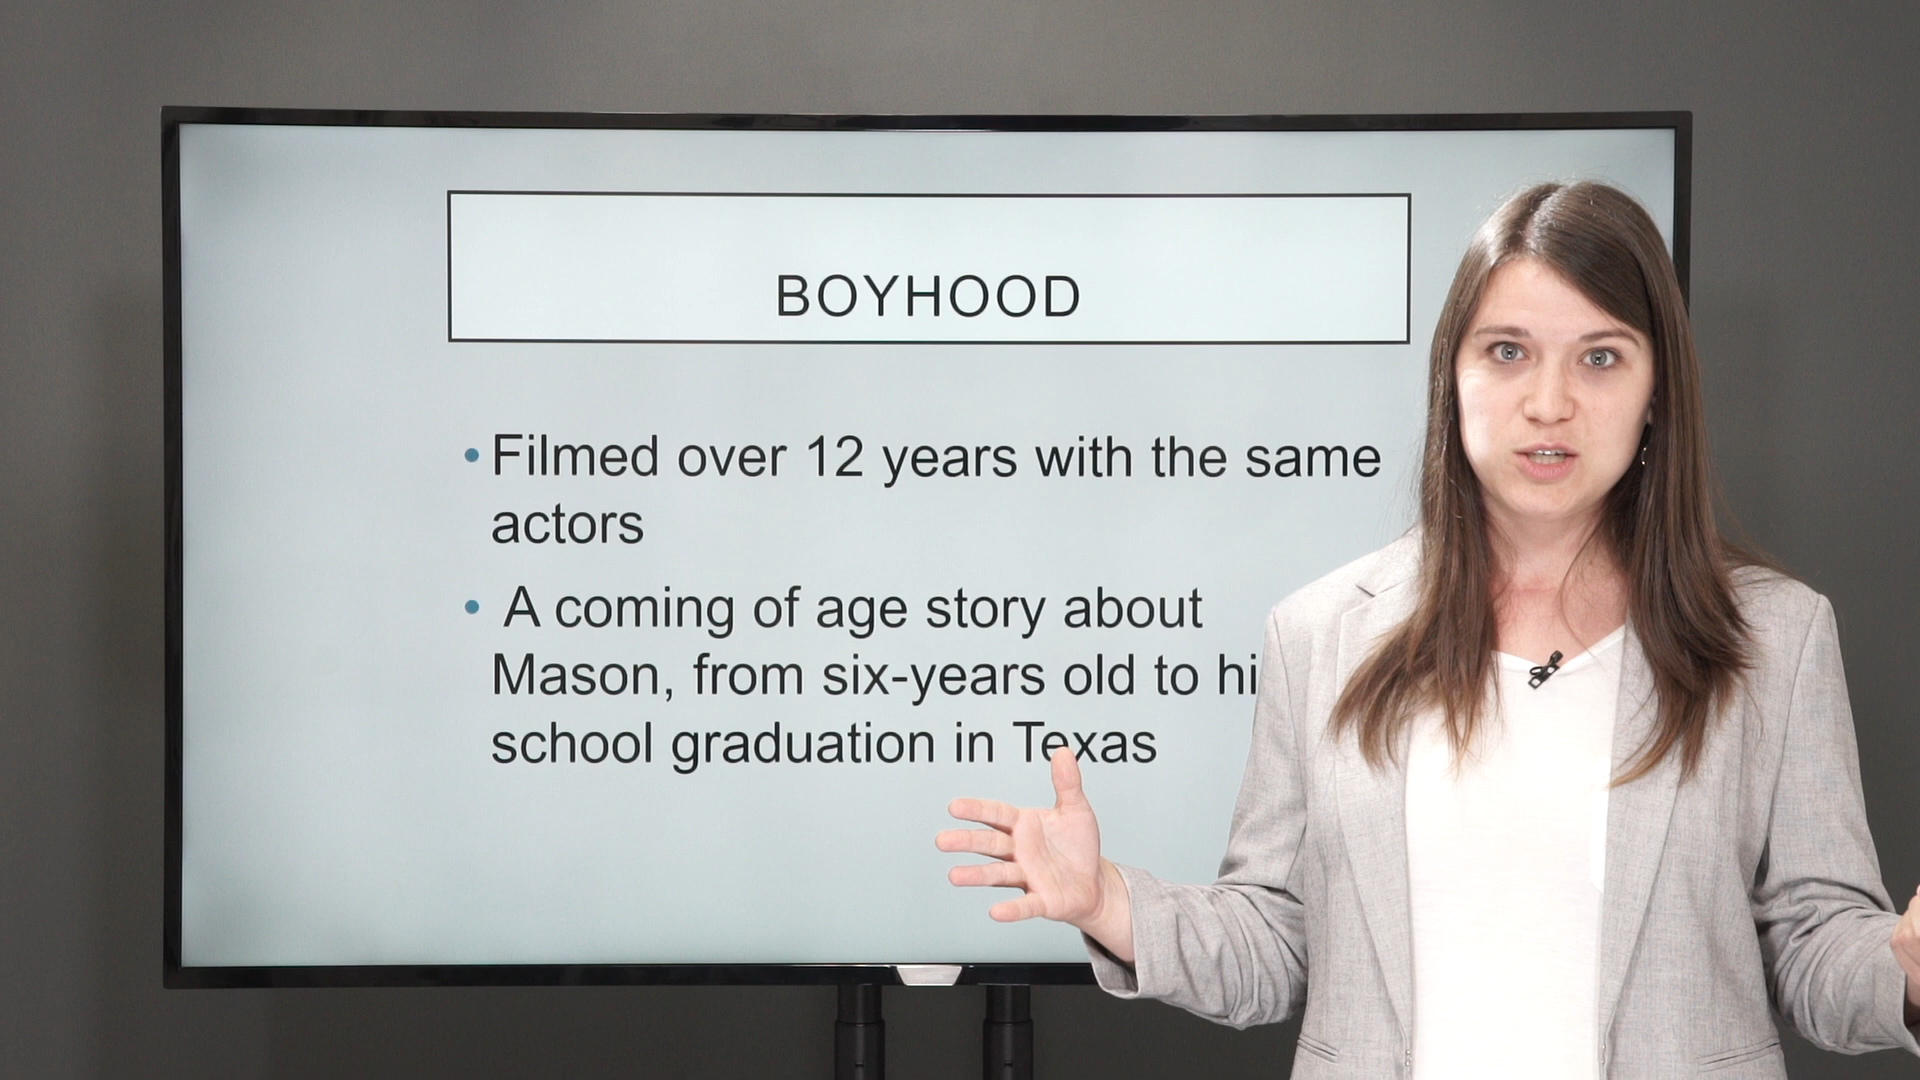 BOYHOOD
•Filmed over 12 years with the same
actors
• A coming of age story about
Mason, from six-years old to
school graduation in Texas